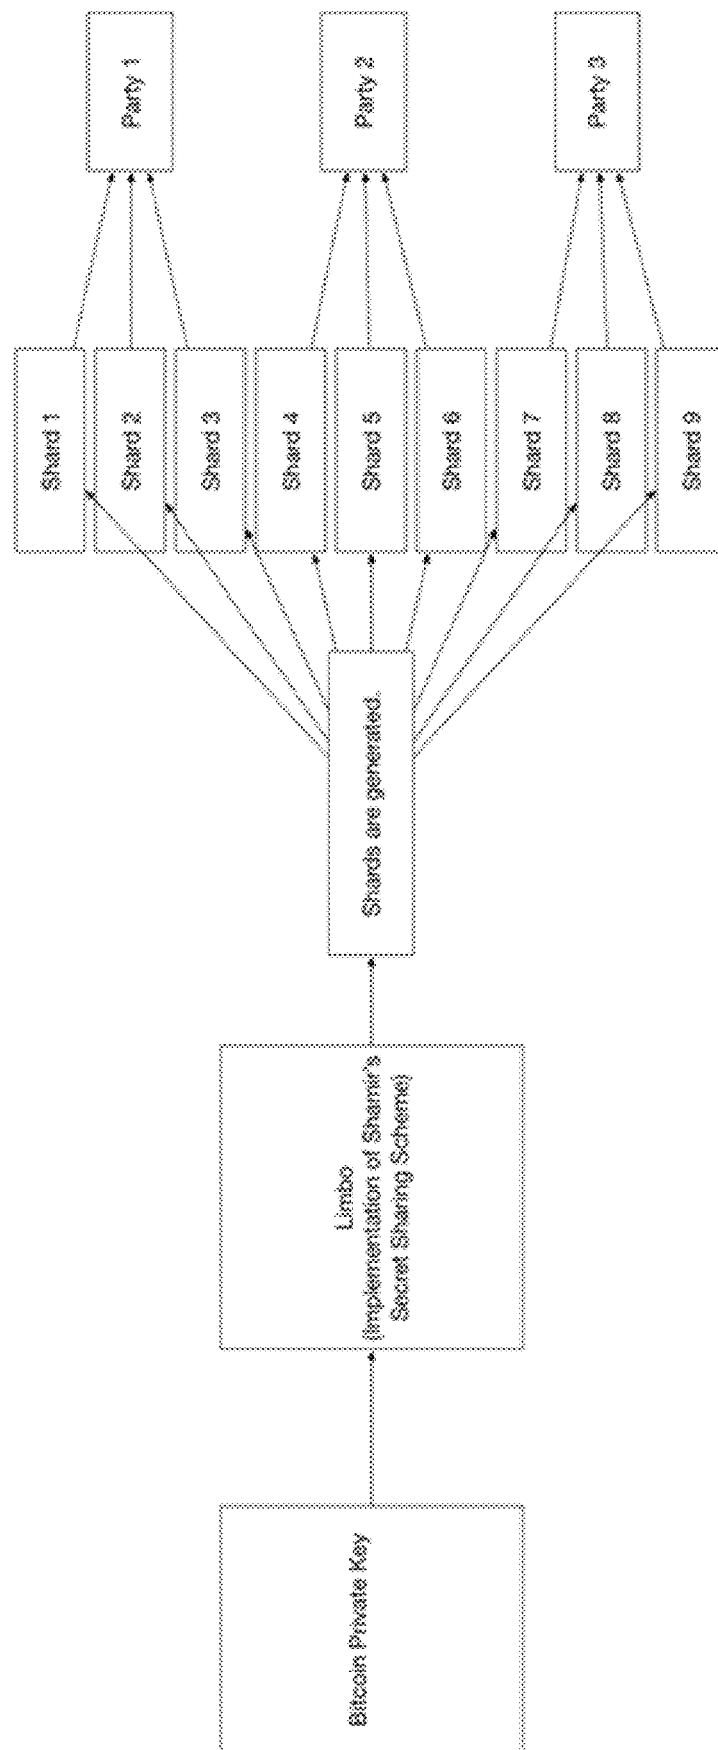 Bitcoin Private Key
Limbo
(Implementation of Shamir's
Secret Sharing Scheme)
Shards are generated.
Shard 1
Shard 2
Shard 3
Shard 4
Shard 5
Shard 6
Shard 7
Shard 8
Shard 9
Party 1
Party 2
Party 3